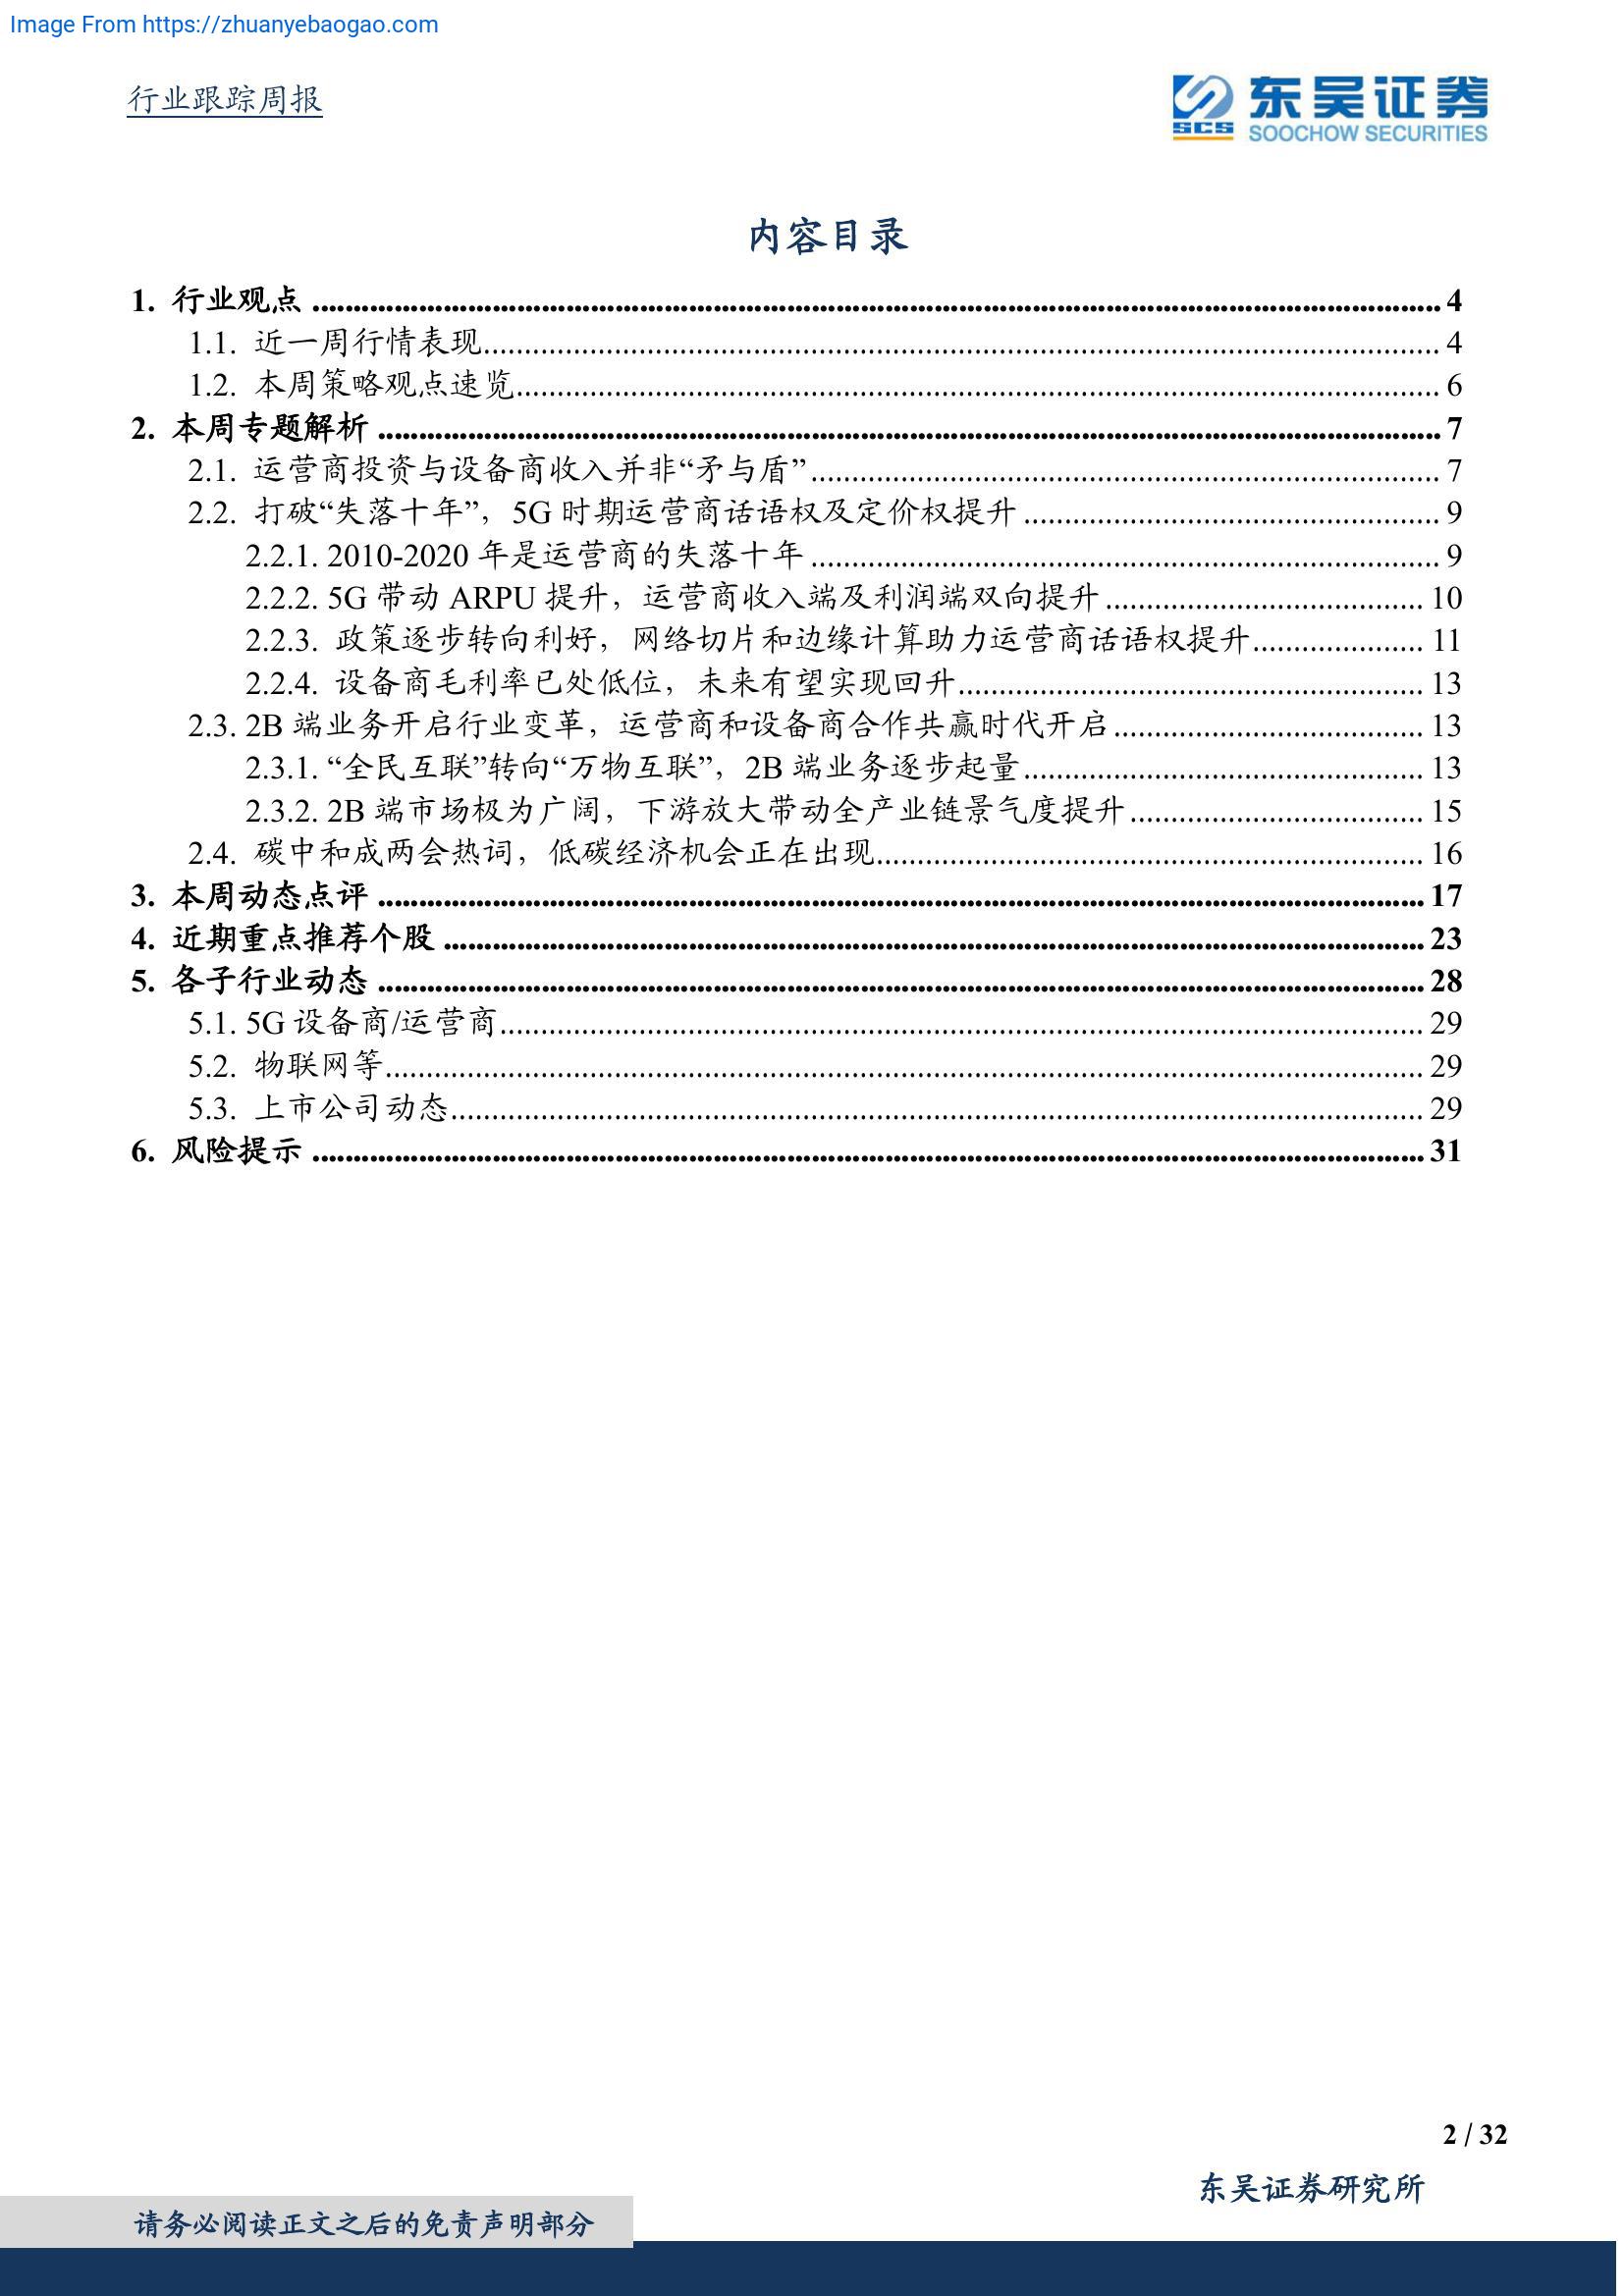 Image From https://zhuanyebaogao.com
行业跟踪周报
东吴证券
SCS
SOOCHOW SECURITIES
内容目录
1. 行业观点 ........ 4
1.1. 近一周行情表现 ........ 4
1.2. 本周策略观点速览 ........ 6
2. 本周专题解析 ........ 7
2.1. 运营商投资与设备商收入并非“矛与盾” ........ 7
2.2. 打破“失落十年”，5G 时期运营商话语权及定价权提升 ........ 9
2.2.1. 2010-2020 年是运营商的失落十年 ........ 9
2.2.2. 5G 带动 ARPU 提升，运营商收入端及利润端双向提升 ........ 10
2.2.3. 政策逐步转向利好，网络切片和边缘计算助力运营商话语权提升 ........ 11
2.2.4. 设备商毛利率已处低位，未来有望实现回升 ........ 13
2.3. 2B 端业务开启行业变革，运营商和设备商合作共赢时代开启 ........ 13
2.3.1. “全民互联”转向“万物互联”，2B 端业务逐步起量 ........ 13
2.3.2. 2B 端市场极为广阔，下游放大带动全产业链景气度提升 ........ 15
2.4. 碳中和成两会热词，低碳经济机会正在出现 ........ 16
3. 本周动态点评 ........ 17
4. 近期重点推荐个股 ........ 23
5. 各子行业动态 ........ 28
5.1. 5G 设备商/运营商 ........ 29
5.2. 物联网等 ........ 29
5.3. 上市公司动态 ........ 29
6. 风险提示 ........ 31
2 / 32
东吴证券研究所
请务必阅读正文之后的免责声明部分